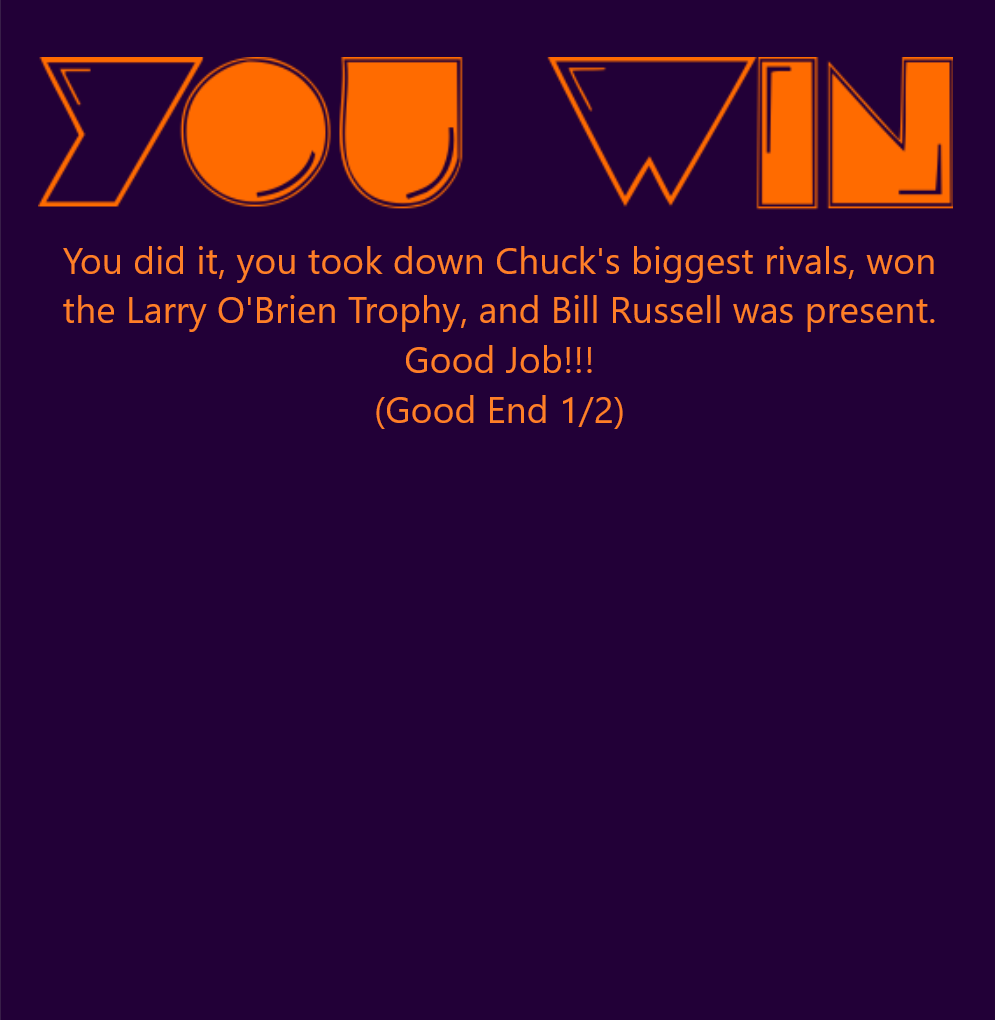 YOU WIN
You did it, you took down Chuck's biggest rivals, won
the Larry O'Brien Trophy, and Bill Russell was present.
Good Job!!!
(Good End 1/2)